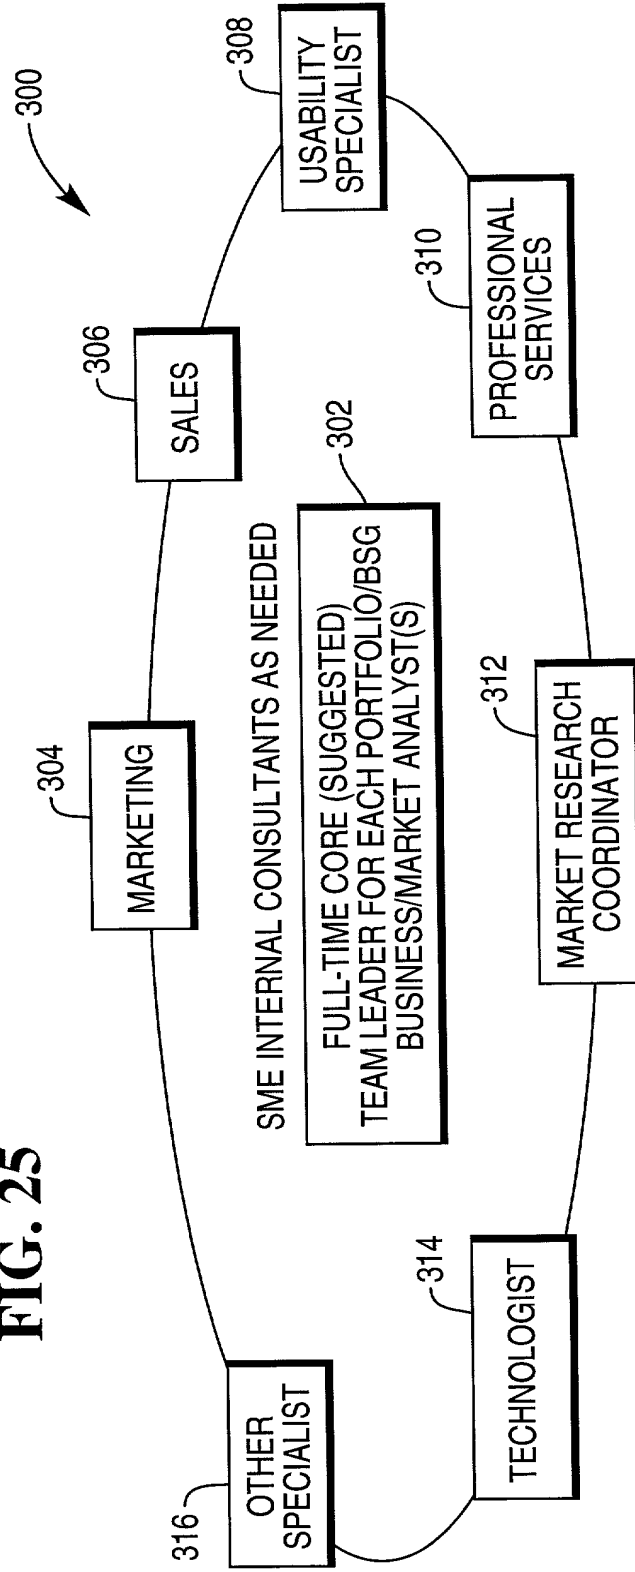 FIG. 25
300
304
MARKETING
306
SALES
308
USABILITY
SPECIALIST
310
PROFESSIONAL
SERVICES
SME INTERNAL CONSULTANTS AS NEEDED
302
FULL-TIME CORE (SUGGESTED)
TEAM LEADER FOR EACH PORTFOLIO/BSG
BUSINESS/MARKET ANALYST(S)
312
MARKET RESEARCH
COORDINATOR
314
TECHNOLOGIST
316
OTHER
SPECIALIST